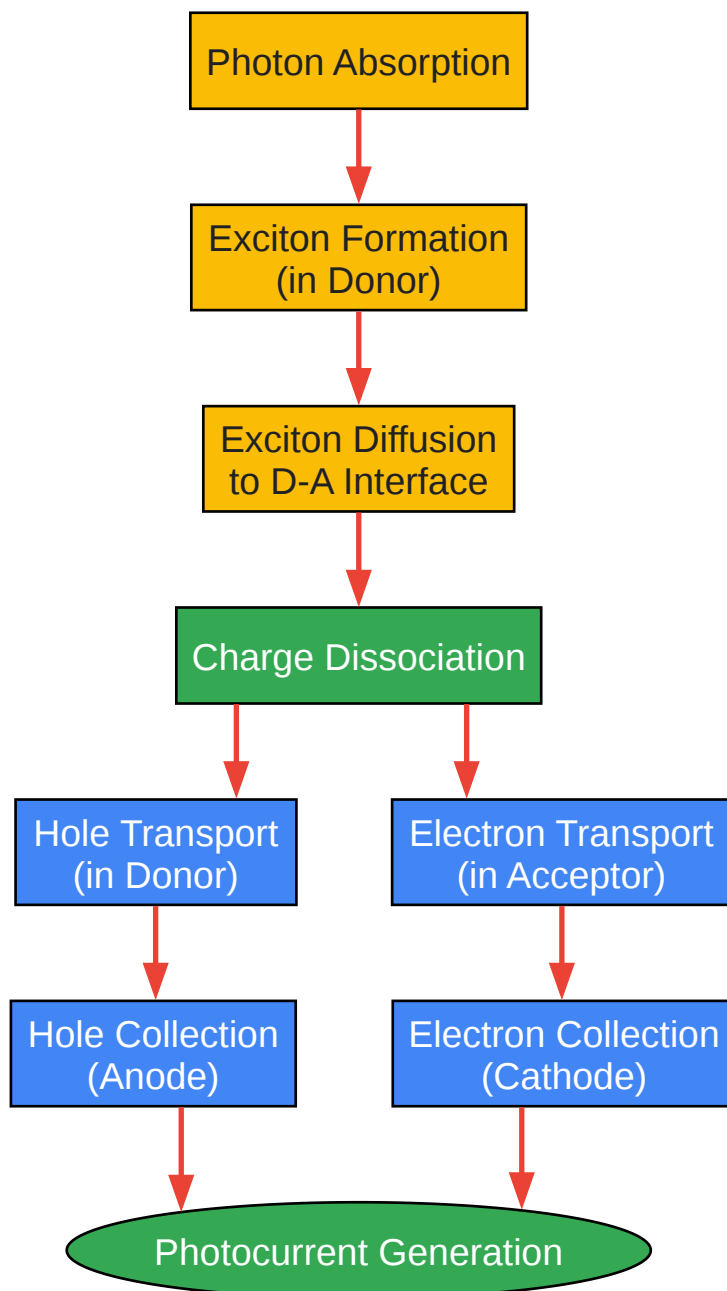 Photon Absorption
Exciton Formation
(in Donor)
Exciton Diffusion
to D-A Interface
Charge Dissociation
Hole Transport
(in Donor)
Electron Transport
(in Acceptor)
Hole Collection
(Anode)
Electron Collection
(Cathode)
Photocurrent Generation